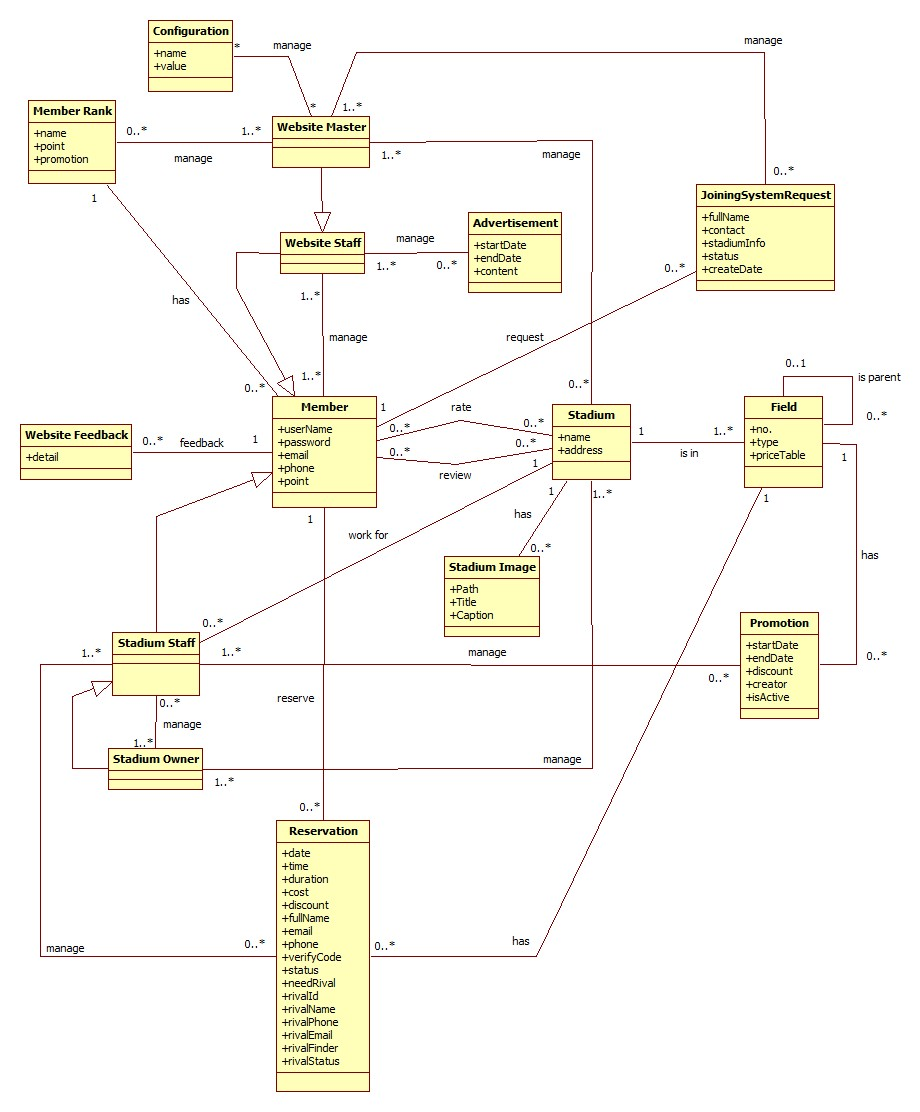 Configuration
+name
+value
*
manage
*
manage
1..*
Member Rank
+name
+point
+promotion
0..*
1..*
manage
1
Website Master
1..*
manage
0..*
JoiningSystemRequest
+fullName
+contact
+stadiumInfo
+status
+createDate
0..*
Website Staff
manage
1..*
0..*
Advertisement
+startDate
+endDate
+content
1..*
manage
1..*
has
0..*
request
1
0..*
Member
+userName
+password
+email
+phone
+point
rate
0..*
0..*
0..*
0..*
review
Stadium
+name
+address
1
1..*
is in
0..1
is parent
0..*
Field
+no.
+type
+priceTable
1
1
Website Feedback
+detail
0..*
feedback
1
1
work for
0..*
1
has
0..*
1..*
Stadium Image
+Path
+Title
+Caption
has
0..*
Promotion
+startDate
+endDate
+discount
+creator
+isActive
1
reserve
0..*
Stadium Staff
1..*
1..*
manage
0..*
0..*
manage
1..*
Stadium Owner
1..*
manage
Reservation
+date
+time
+duration
+cost
+discount
+fullName
+email
+phone
+verifyCode
+status
+needRival
+rivalId
+rivalName
+rivalPhone
+rivalEmail
+rivalFinder
+rivalStatus
manage
0..*
0..*
has